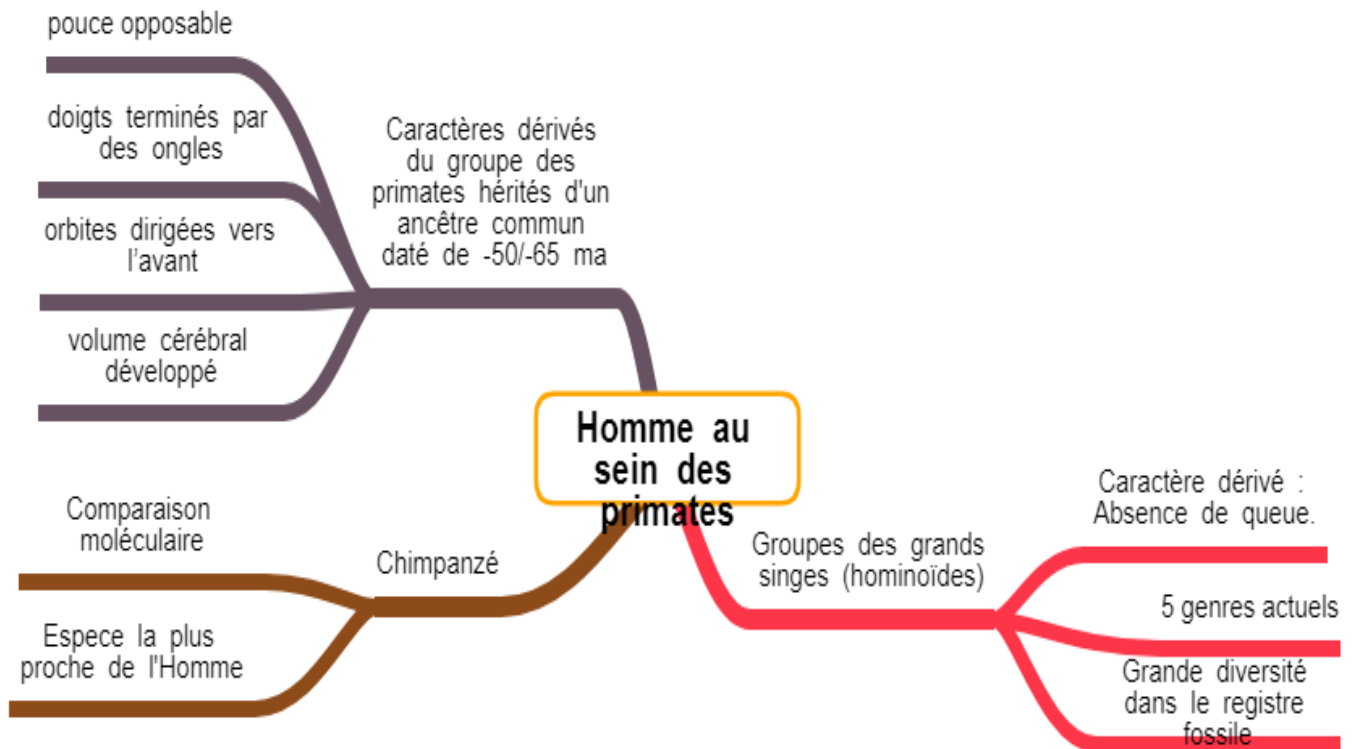 pouce opposable
doigts terminés par
des ongles
orbites dirigées vers
l’avant
volume cérébral
développé
Caractères dérivés
du groupe des
primates hérités d'un
ancêtre commun
daté de -50/-65 ma
Homme au
sein des
primates
Comparaison
moléculaire
Espece la plus
proche de l'Homme
Chimpanzé
Groupes des grands
singes (hominoïdes)
Caractère dérivé :
Absence de queue.
5 genres actuels
Grande diversité
dans le registre
fossile